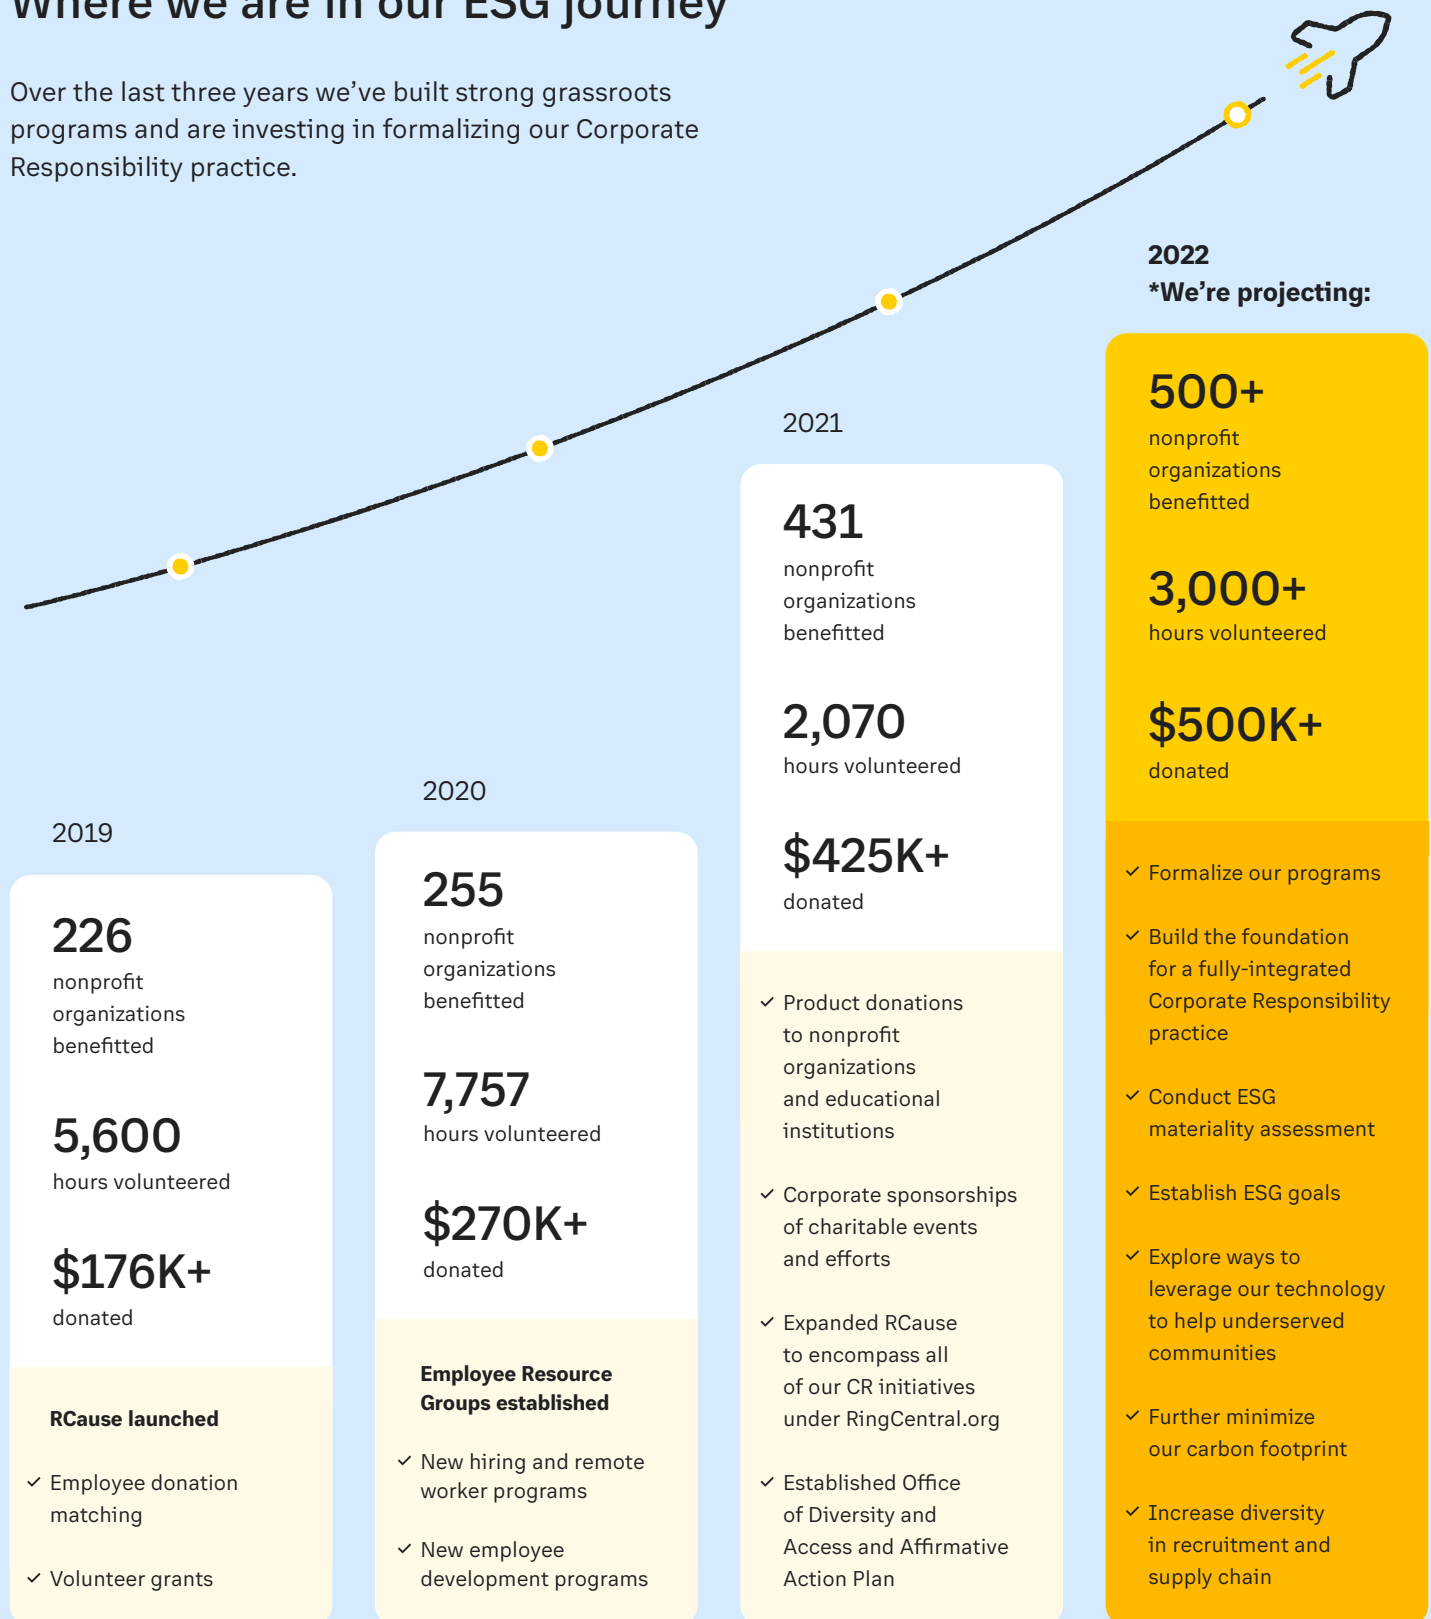 Where we are in our ESG journey
Over the last three years we’ve built strong grassroots
programs and are investing in formalizing our Corporate
Responsibility practice.
2019
226
nonprofit
organizations
benefitted
5,600
hours volunteered
$176K+
donated
RCause launched
✓ Employee donation
matching
✓ Volunteer grants
2020
255
nonprofit
organizations
benefitted
7,757
hours volunteered
$270K+
donated
Employee Resource
Groups established
✓ New hiring and remote
worker programs
✓ New employee
development programs
2021
431
nonprofit
organizations
benefitted
2,070
hours volunteered
$425K+
donated
✓ Product donations
to nonprofit
organizations
and educational
institutions
✓ Corporate sponsorships
of charitable events
and efforts
✓ Expanded RCause
to encompass all
of our CR initiatives
under RingCentral.org
✓ Established Office
of Diversity and
Access and Affirmative
Action Plan
2022
*We’re projecting:
500+
nonprofit
organizations
benefitted
3,000+
hours volunteered
$500K+
donated
✓ Formalize our programs
✓ Build the foundation
for a fully-integrated
Corporate Responsibility
practice
✓ Conduct ESG
materiality assessment
✓ Establish ESG goals
✓ Explore ways to
leverage our technology
to help underserved
communities
✓ Further minimize
our carbon footprint
✓ Increase diversity
in recruitment and
supply chain